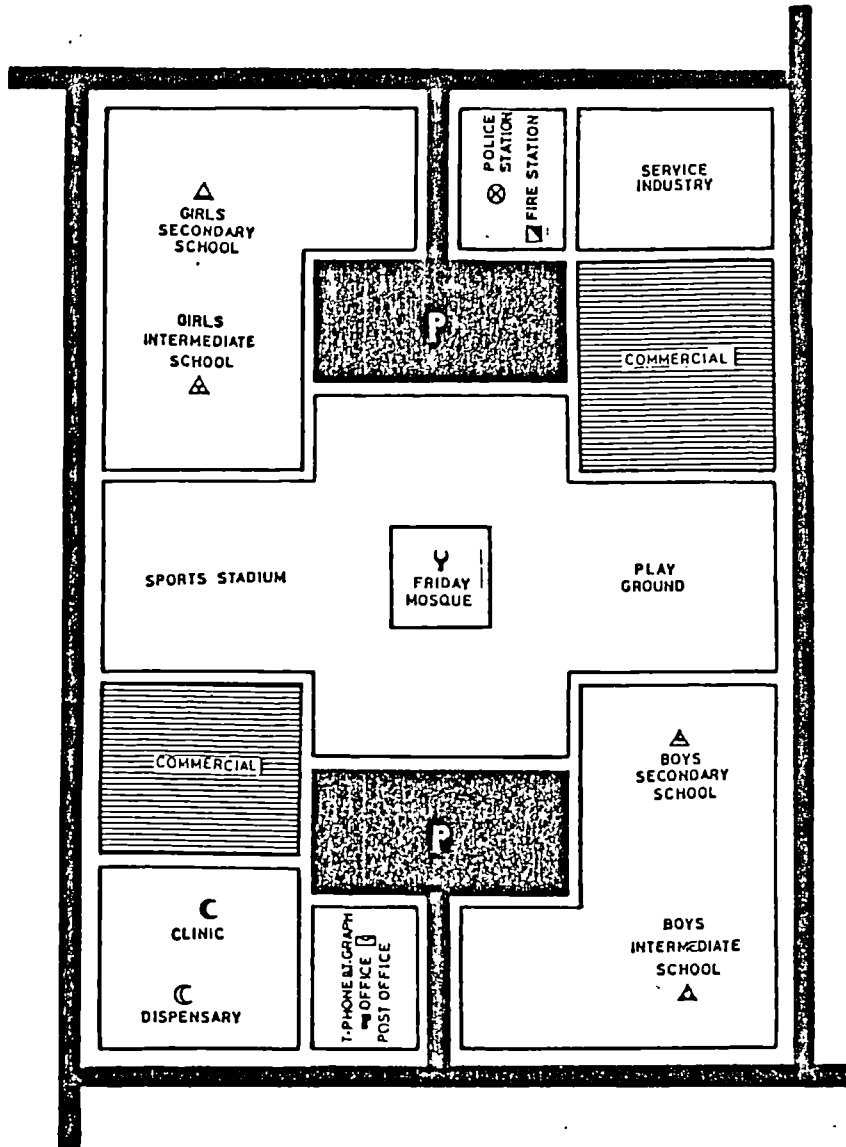 POLICE
STATION
FIRE STATION
SERVICE
INDUSTRY
GIRLS
SECONDARY
SCHOOL
GIRLS
INTERMEDIATE
SCHOOL
P
COMMERCIAL
SPORTS STADIUM
FRIDAY
MOSQUE
PLAY
GROUND
COMMERCIAL
BOYS
SECONDARY
SCHOOL
P
CLINIC
DISPENSARY
T-PHONE & T.GRAPH
OFFICE
POST OFFICE
BOYS
INTERMEDIATE
SCHOOL